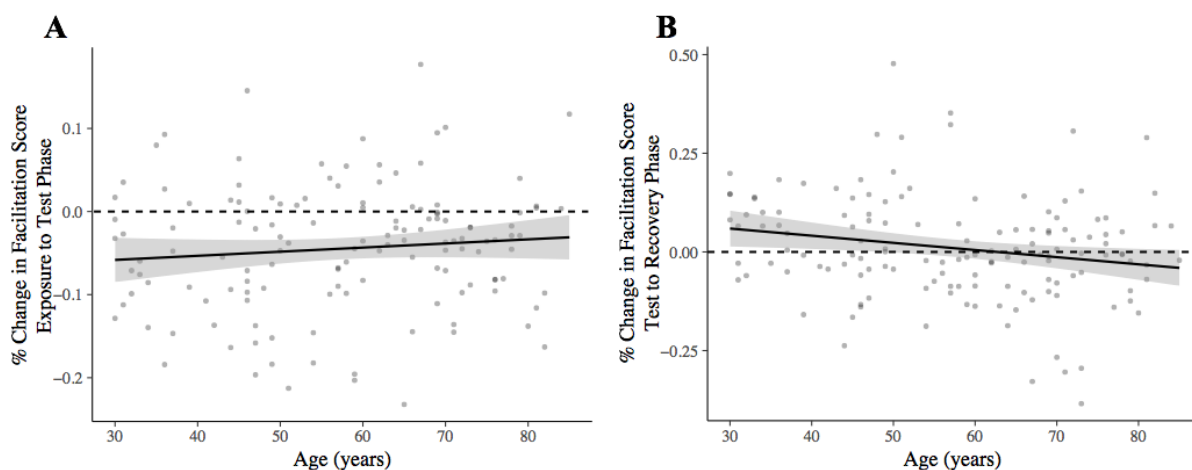 A
% Change in Facilitation Score
Exposure to Test Phase
0.1
0.0
−0.1
−0.2
30 40 50 60 70 80
Age (years)
B
% Change in Facilitation Score
Test to Recovery Phase
0.50
0.25
0.00
−0.25
30 40 50 60 70 80
Age (years)